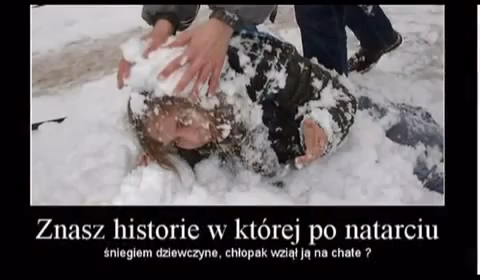 Znasz historie w której po natarciu
śniegiem dziewczyne, chłopak wziął ją na chate ?